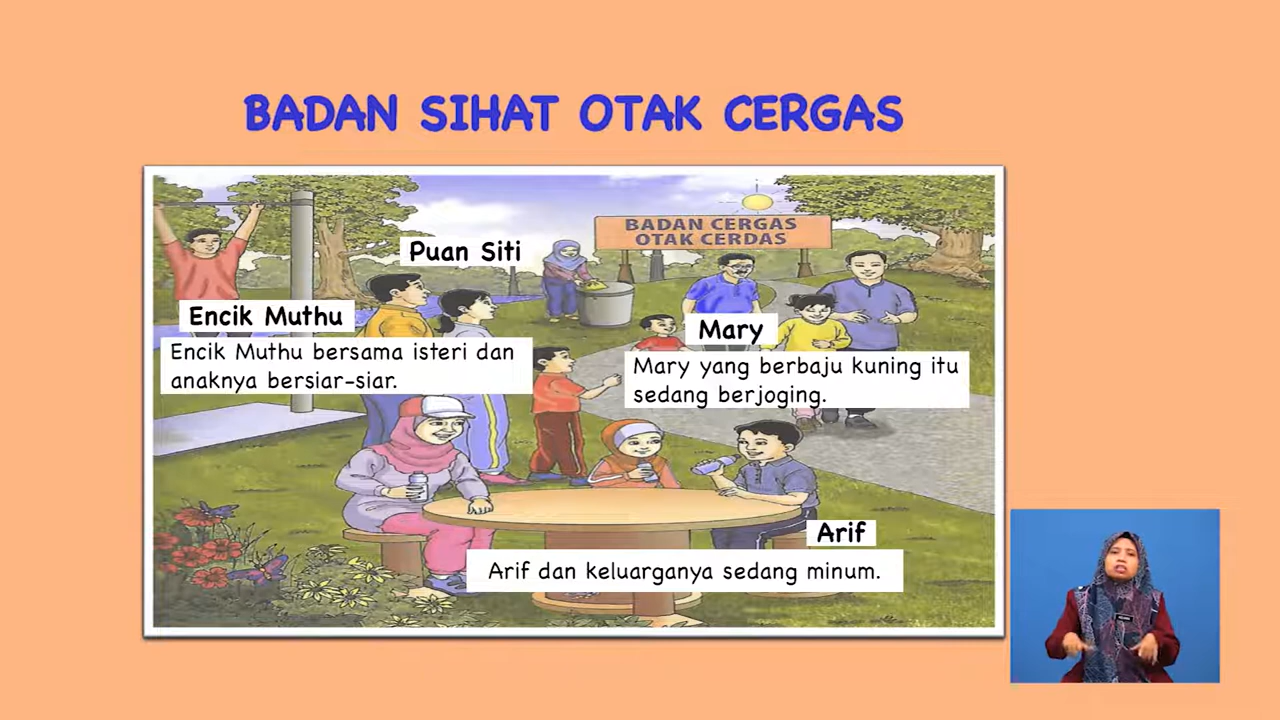 BADAN SIHAT OTAK CERGAS
BADAN CERGAS
OTAK CERDAS
Puan Siti
Encik Muthu
Encik Muthu bersama isteri dan
anaknya bersiar-siar.
Mary
Mary yang berbaju kuning itu
sedang berjoging.
Arif
Arif dan keluarganya sedang minum.